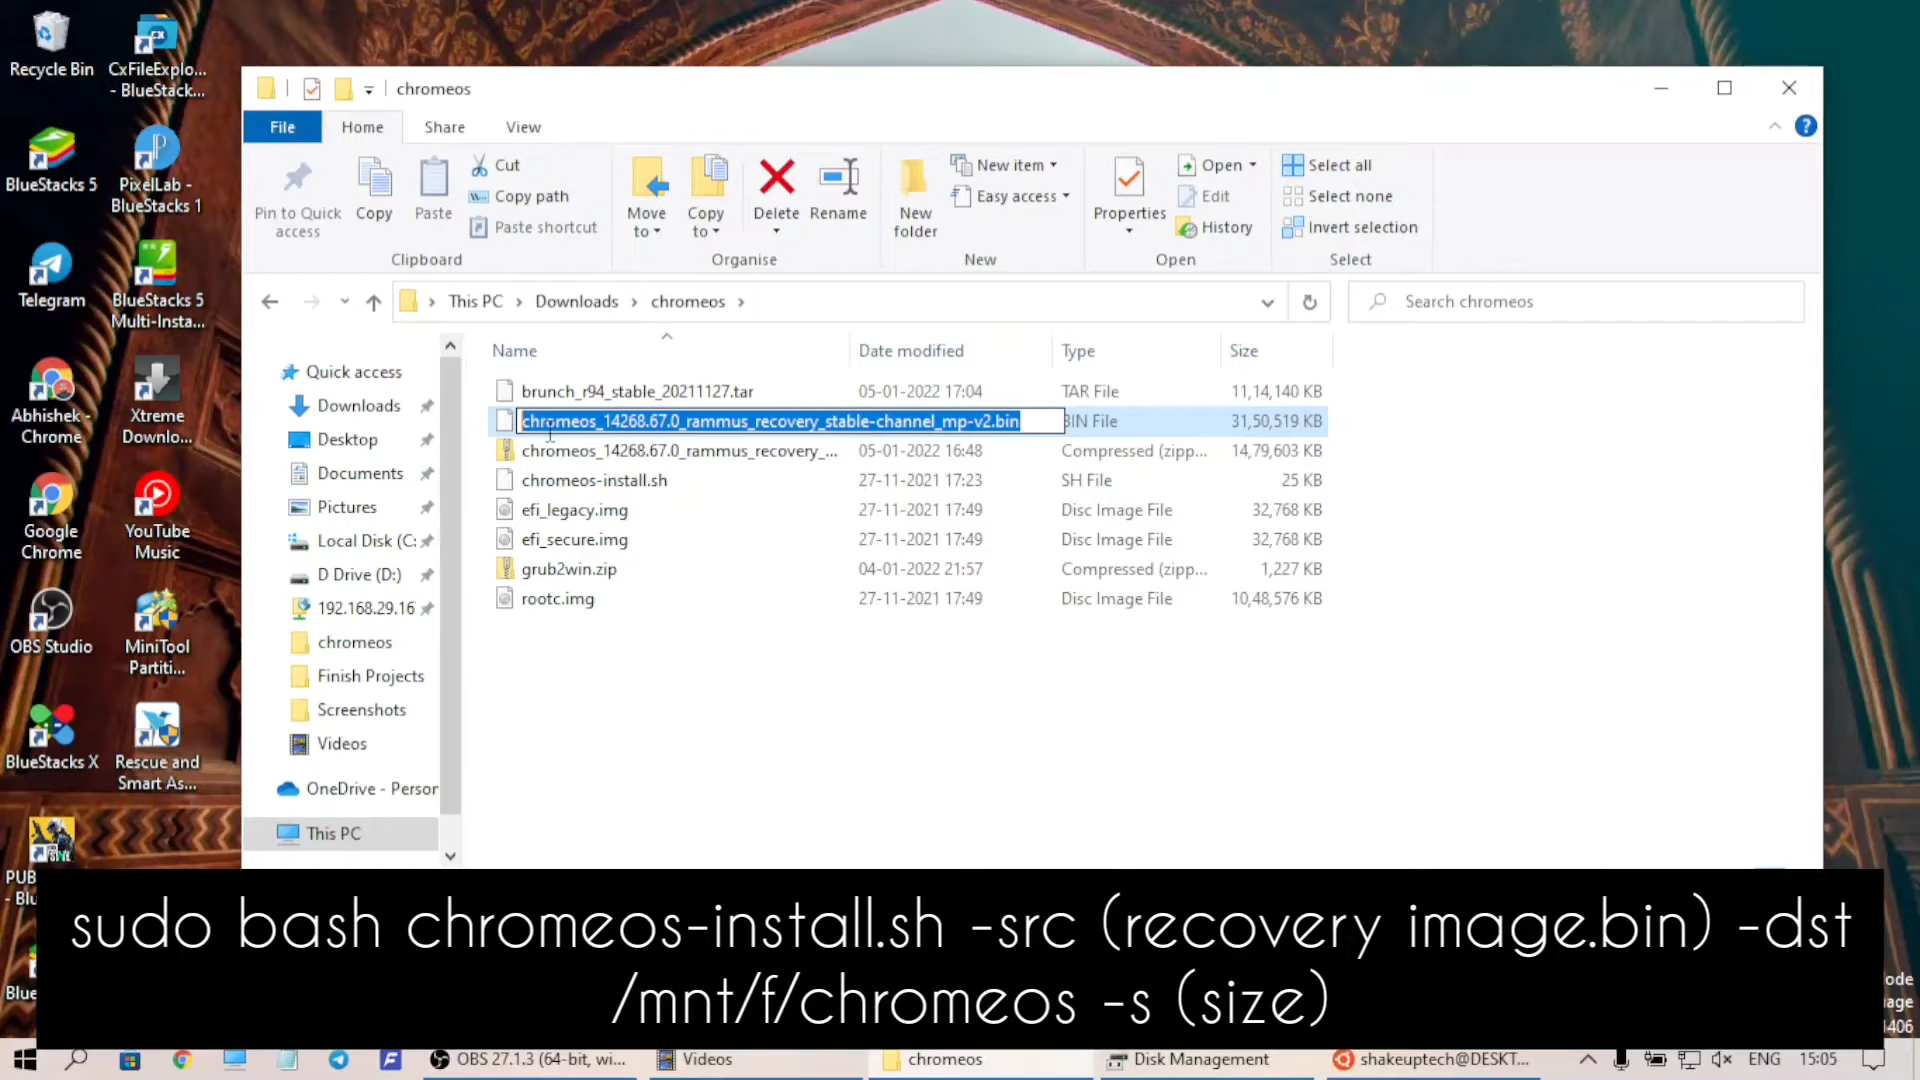 Recycle Bin
CxFileExplo...
- BlueStack...
BlueStacks 5
PixelLab -
BlueStacks 1
Telegram
BlueStacks 5
Multi-Insta...
Abhishek -
Chrome
Xtreme
Downlo...
Google
Chrome
YouTube
Music
OBS Studio
MiniTool
Partiti...
BlueStacks X
Rescue and
Smart As...
PUB
- Blu
Blue
chromeos
File
Home
Share
View
Pin to Quick
access
Copy
Paste
Cut
Copy path
Paste shortcut
Clipboard
Move
to
Copy
to
Delete
Rename
Organise
New
folder
New item
Easy access
New
Properties
Open
Edit
History
Open
Select all
Select none
Invert selection
Select
This PC > Downloads > chromeos >
Search chromeos
Quick access
Downloads
Desktop
Documents
Pictures
Local Disk (C:
D Drive (D:)
192.168.29.16
chromeos
Finish Projects
Screenshots
Videos
OneDrive - Person
This PC
Name Date modified Type Size
brunch_r94_stable_20211127.tar 05-01-2022 17:04 TAR File 11,14,140 KB
chromeos_14268.67.0_rammus_recovery_stable-channel_mp-v2.bin BIN File 31,50,519 KB
chromeos_14268.67.0_rammus_recovery_... 05-01-2022 16:48 Compressed (zipp... 14,79,603 KB
chromeos-install.sh 27-11-2021 17:23 SH File 25 KB
efi_legacy.img 27-11-2021 17:49 Disc Image File 32,768 KB
efi_secure.img 27-11-2021 17:49 Disc Image File 32,768 KB
grub2win.zip 04-01-2022 21:57 Compressed (zipp... 1,227 KB
rootc.img 27-11-2021 17:49 Disc Image File 10,48,576 KB
sudo bash chromeos-install.sh -src (recovery image.bin) -dst
/mnt/f/chromeos -s (size)
ode
age
1406
OBS 27.1.3 (64-bit, wi...
Videos
chromeos
Disk Management
shakeuptech@DESKT...
ENG
15:05